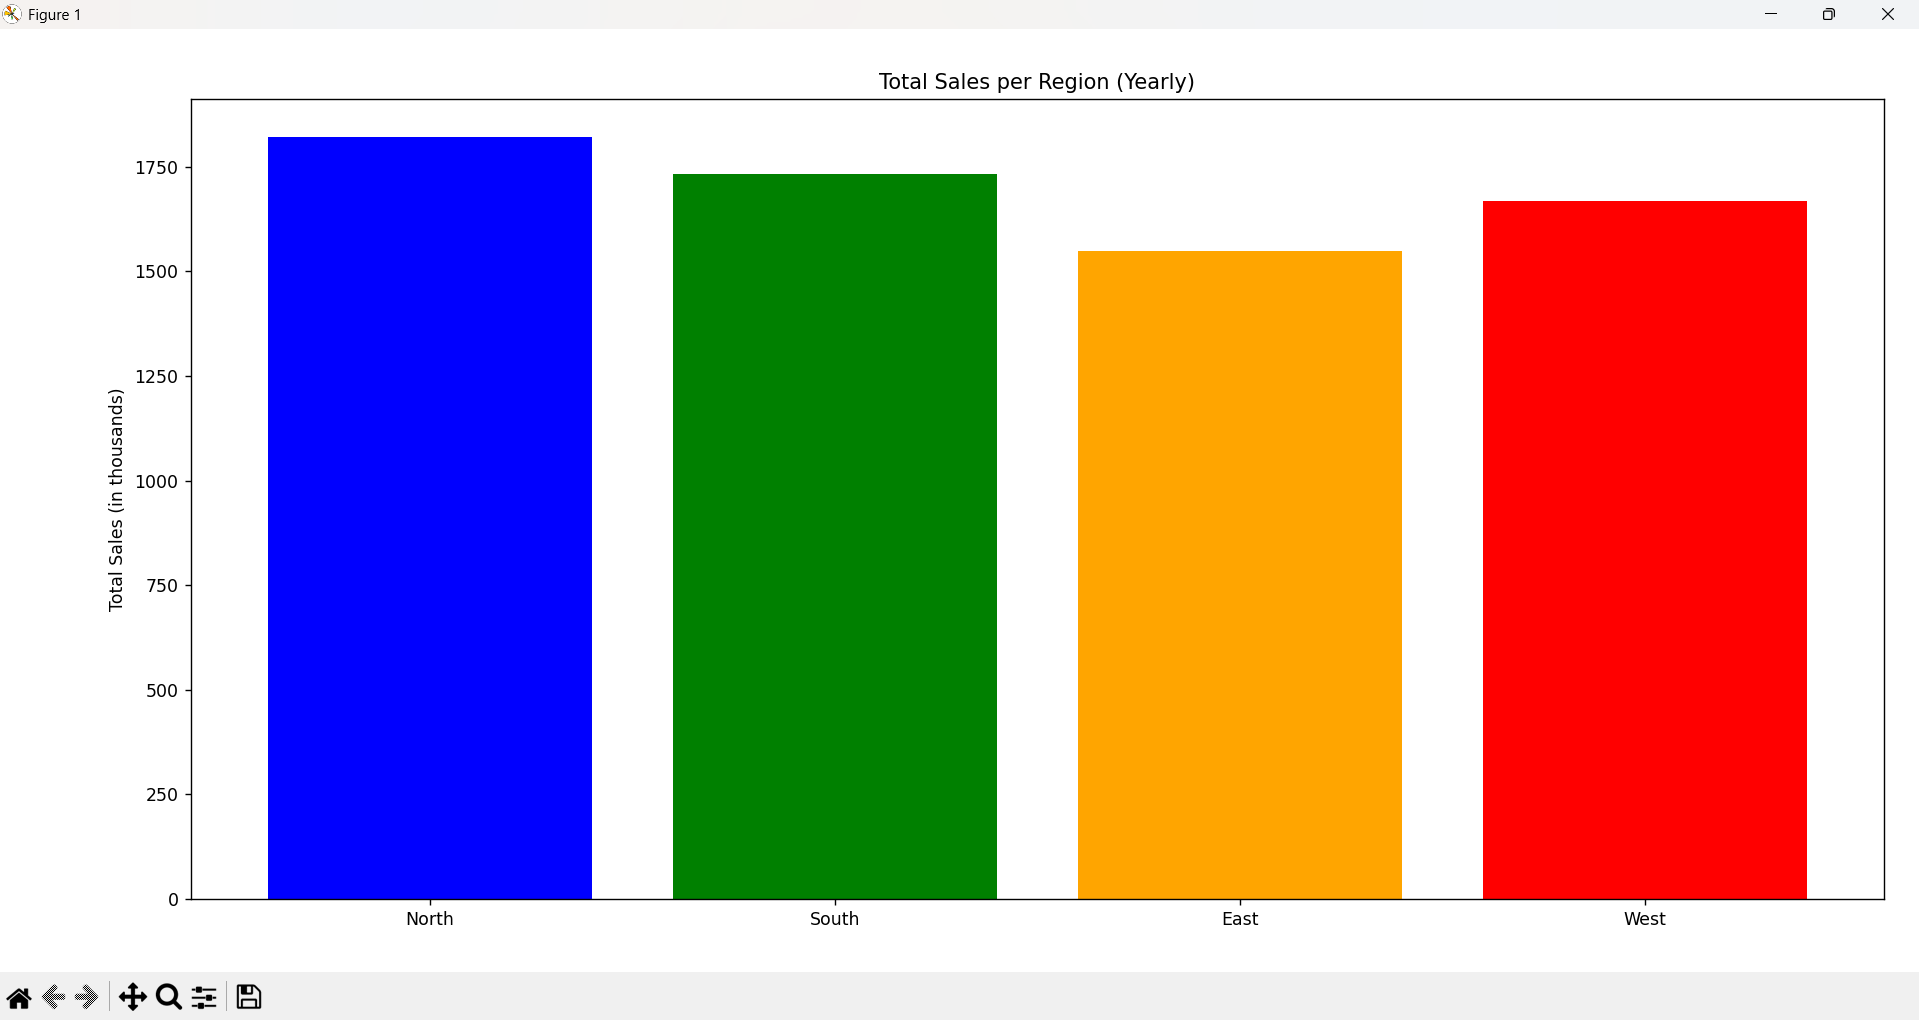 Figure 1
Total Sales per Region (Yearly)
Total Sales (in thousands)
1750
1500
1250
1000
750
500
250
0
North South East West